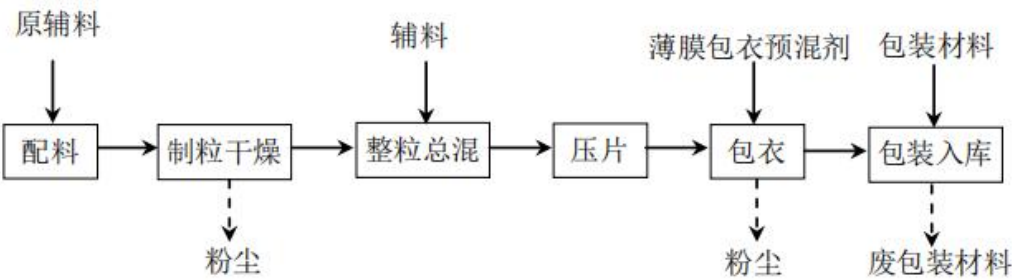 原辅料
辅料
薄膜包衣预混剂
包装材料
配料
制粒干燥
整粒总混
压片
包衣
包装入库
粉尘
粉尘
废包装材料